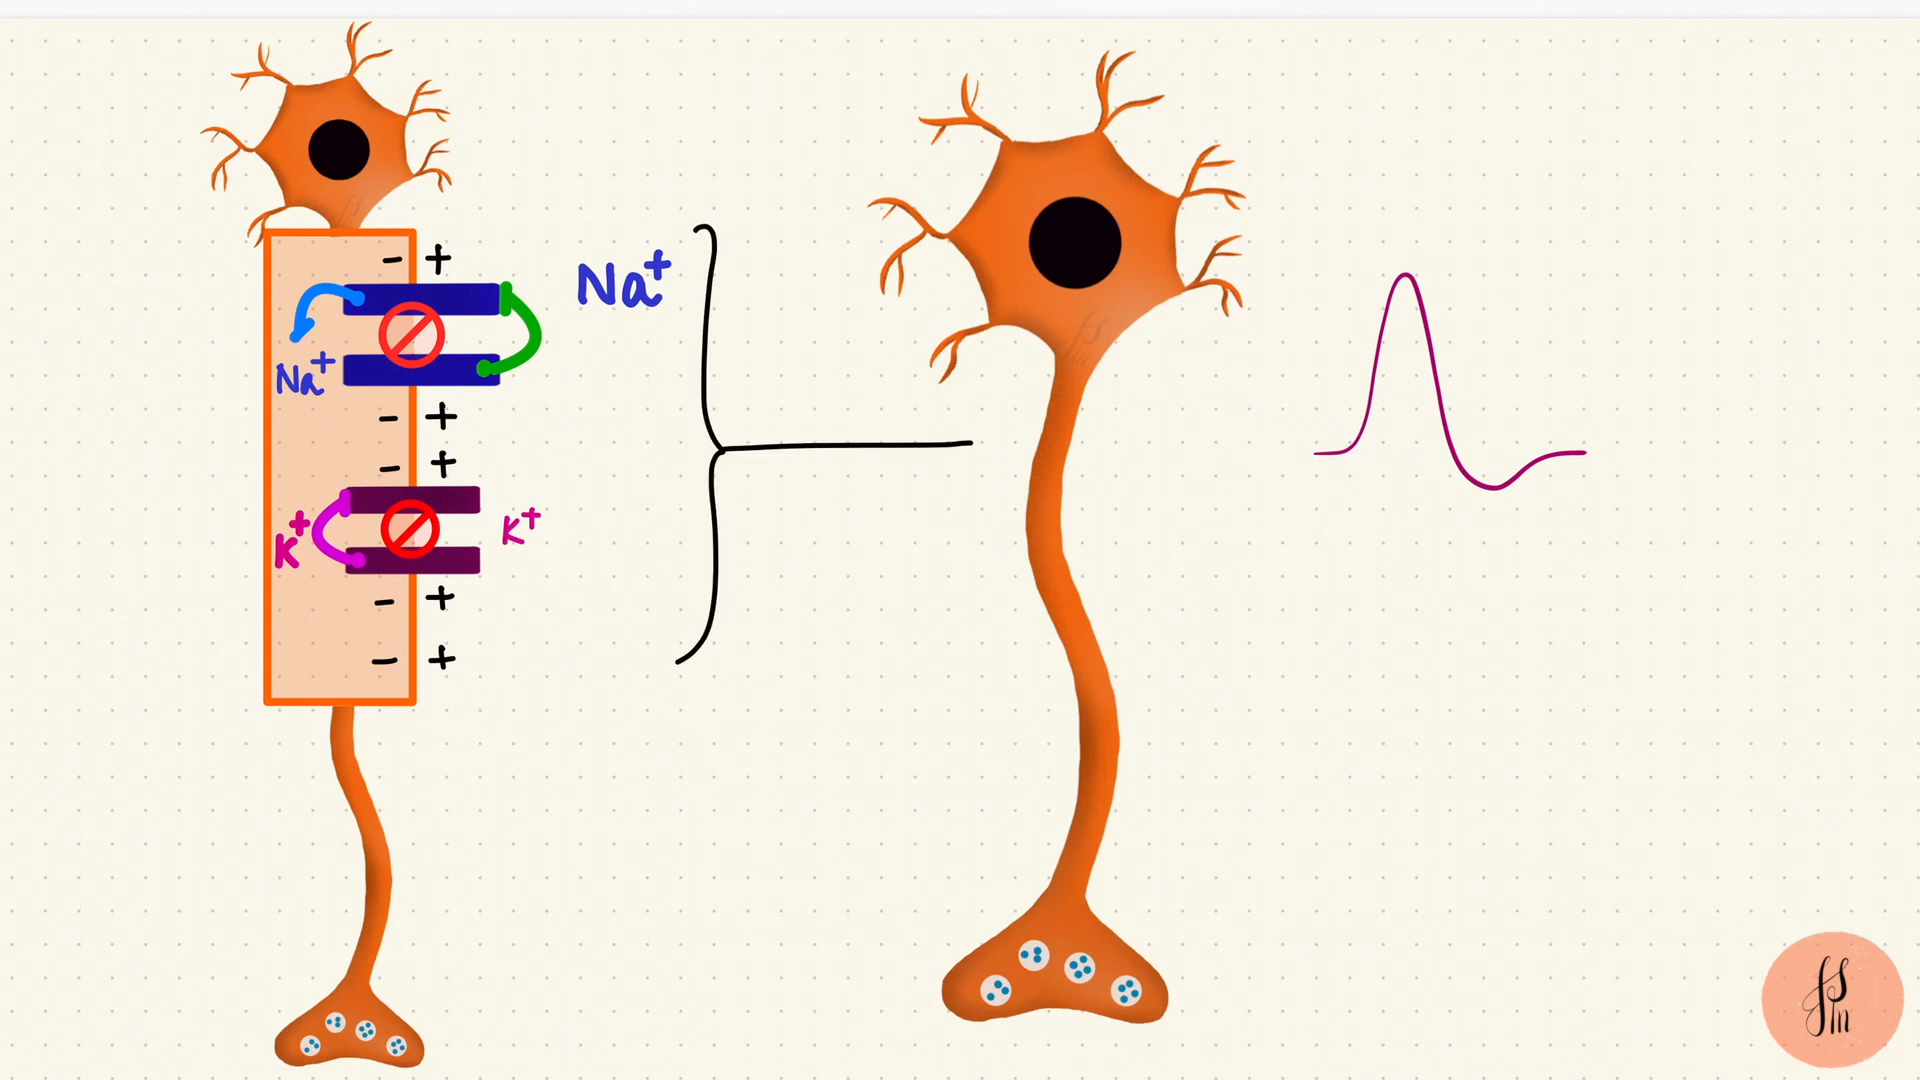 - +
Na⁺
Na⁺
- +
- +
K⁺
K⁺
- +
- +